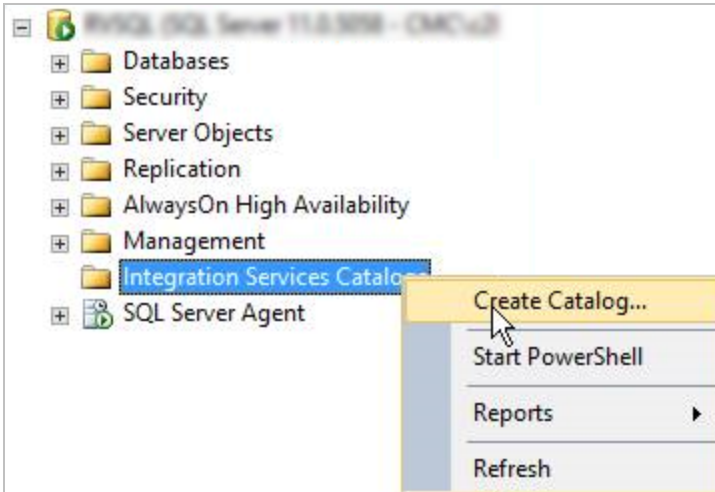 Databases
Security
Server Objects
Replication
AlwaysOn High Availability
Management
Integration Services
SQL Server Agent
Create Catalog...
Start PowerShell
Reports
Refresh